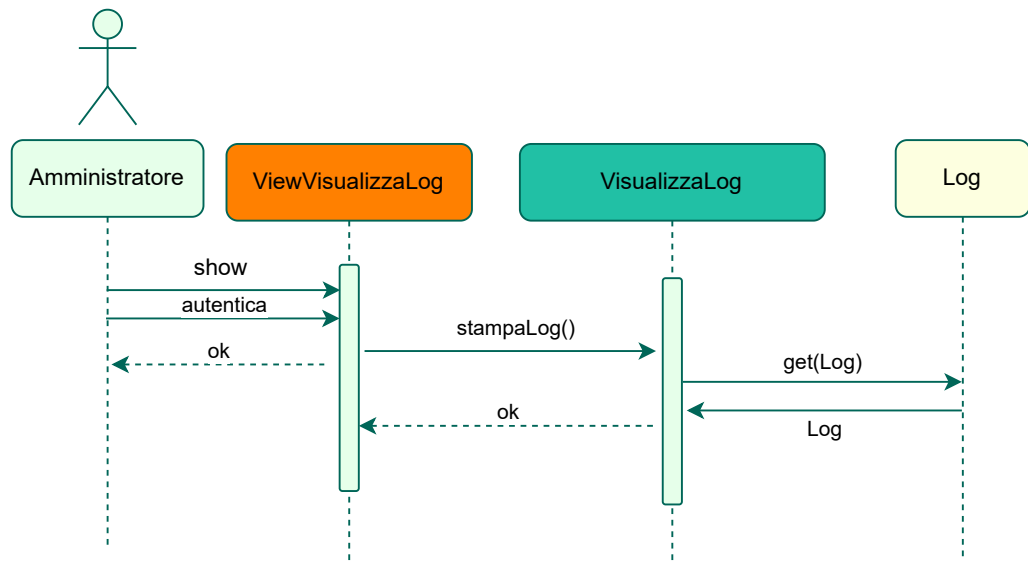 Amministratore
ViewVisualizzaLog
VisualizzaLog
Log
show
autentica
ok
stampaLog()
get(Log)
ok
Log